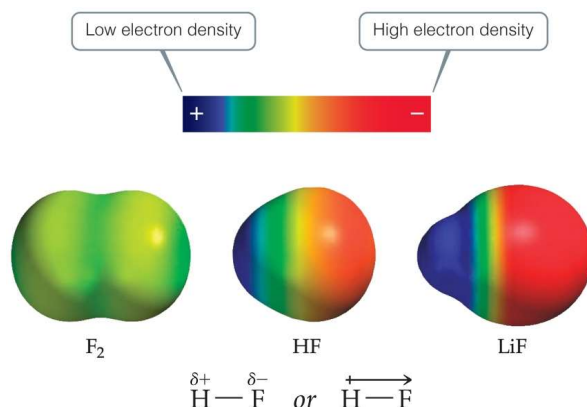 Low electron density
High electron density
+ −
F₂ HF LiF
δ+ δ−
H — F or H — F